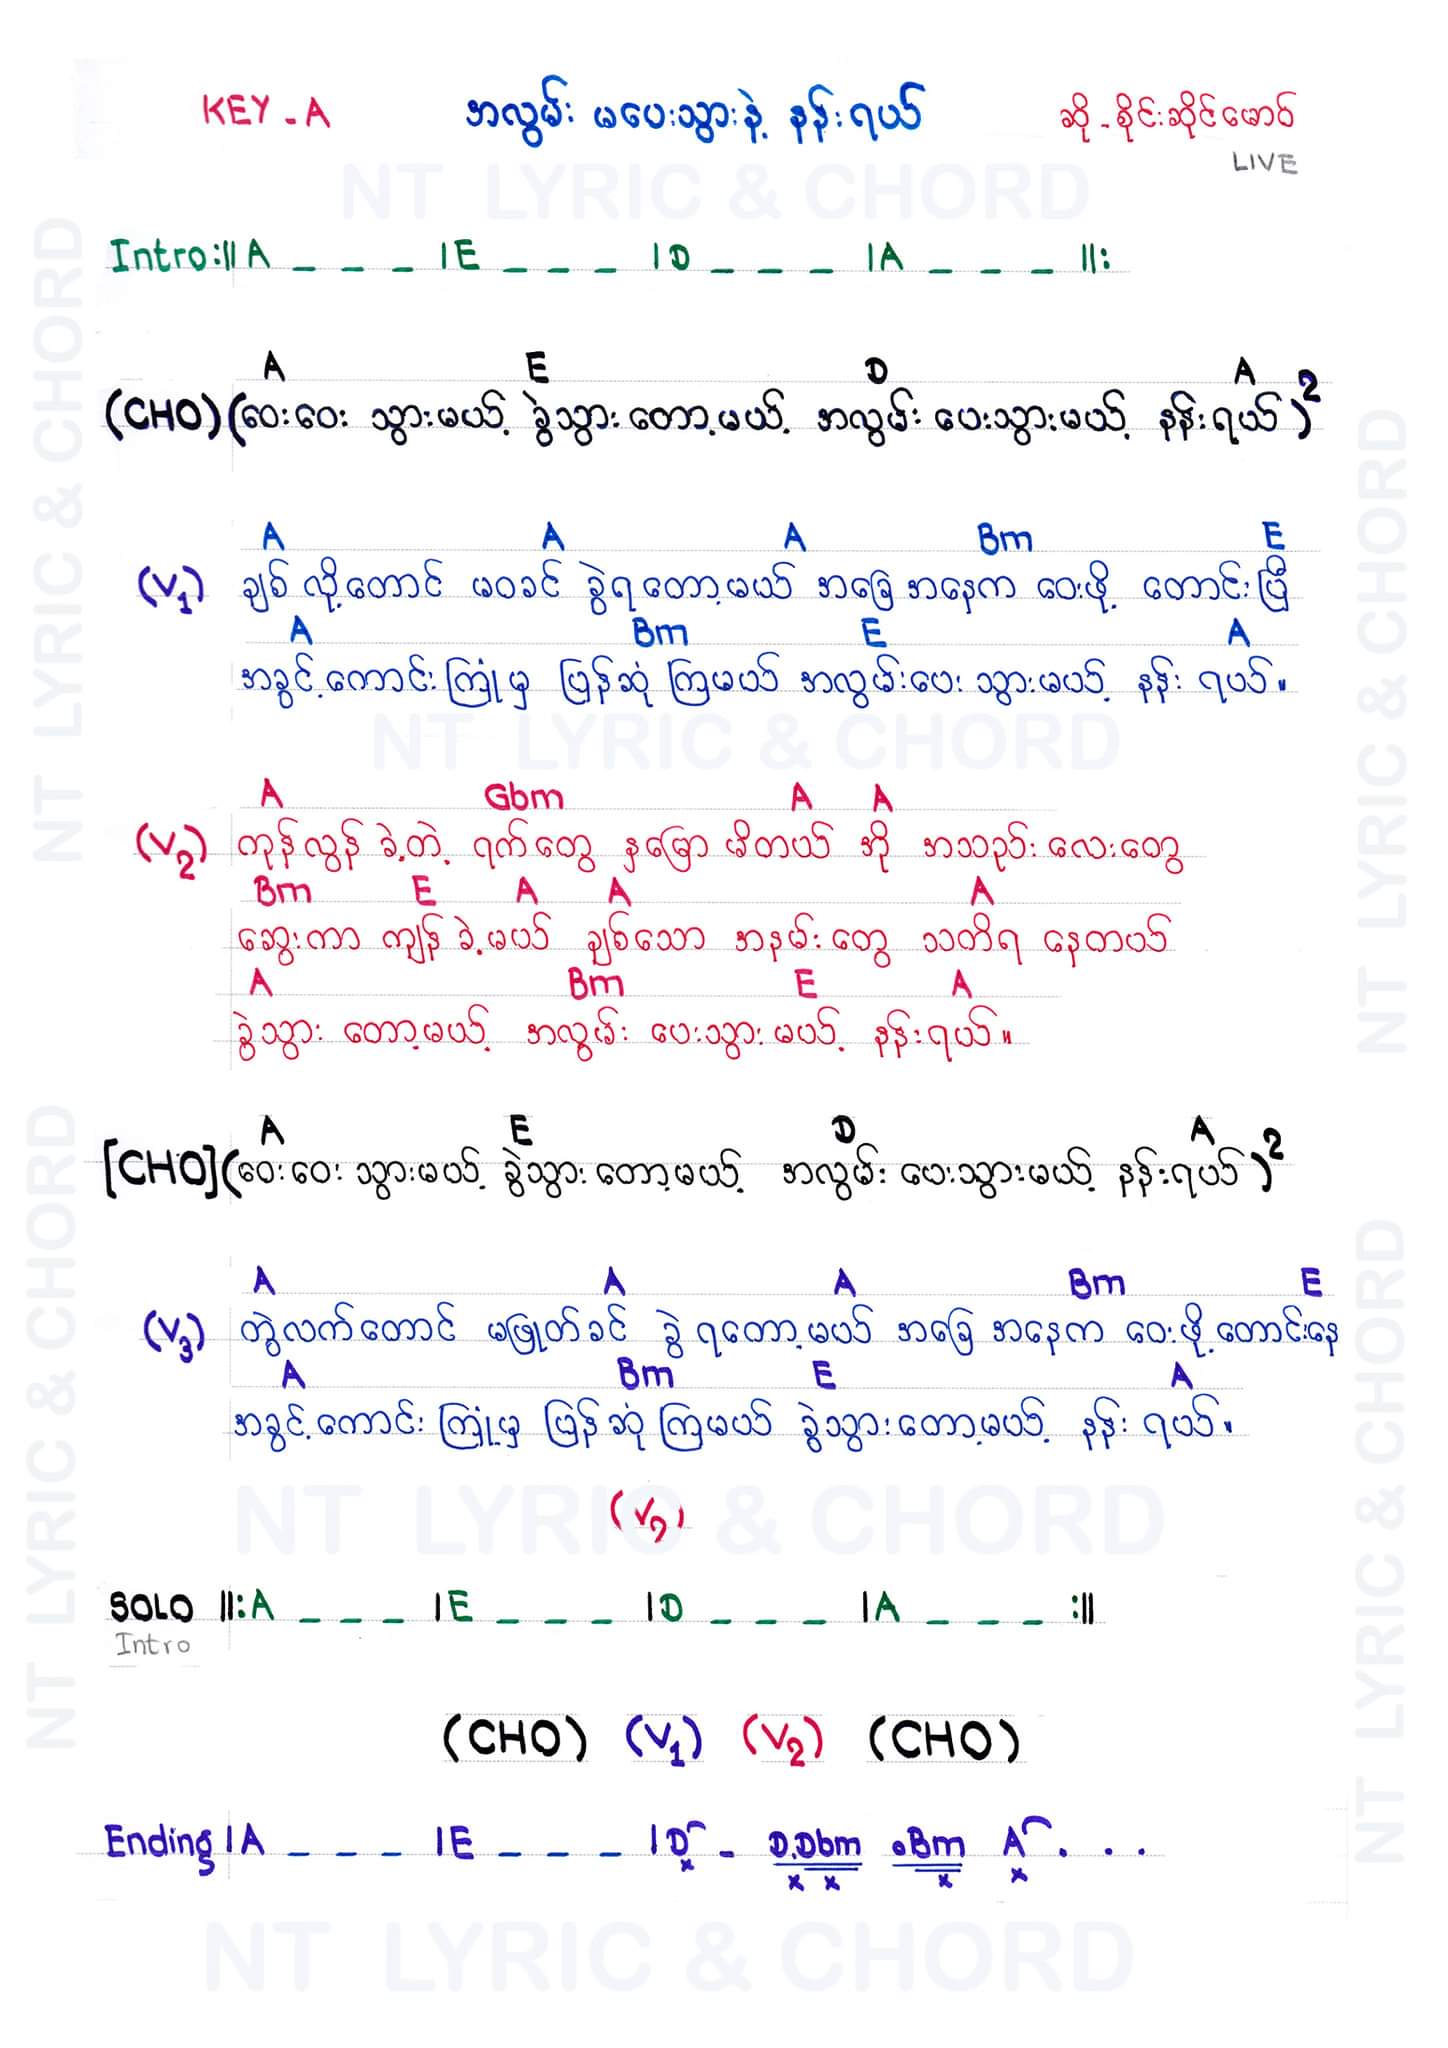 KEY - A အလွမ်း မပေးသွားနဲ့ နန်းရယ် ဆို - စိုင်းဆိုင်မောဝ်
LIVE
NT LYRIC & CHORD
Intro :|| A _ _ _ | E _ _ _ | D _ _ _ | A _ _ _ ||:
A E D A
(CHO) (ဝေးဝေး သွားမယ့် ခွဲသွားတော့မယ့် အလွမ်း ပေးသွားမယ့် နန်းရယ်)2
A A A Bm E
(V1) ချစ် လို့တောင် မဝခင် ခွဲရတော့မယ် အခြေ အနေက ဝေးဖို့ တောင်းပြီ
A Bm E A
အခွင့်ကောင်း ကြုံမှ ပြန်ဆုံ ကြမယ် အလွမ်းပေး သွားမယ့် နန်း ရယ်။
NT LYRIC & CHORD
A Gbm A A
(V2) ကုန်လွန် ခဲ့တဲ့ ရက်တွေ နှမြော မိတယ် အို အသည်းလေးတွေ
Bm E A A A
ဆွေးကာ ကျန် ခဲ့မယ် ချစ်သော အနမ်းတွေ သတိရ နေတယ်
A Bm E A
ခွဲသွား တော့မယ့် အလွမ်း ပေးသွားမယ့် နန်းရယ်။
A E D A
[CHO] (ဝေးဝေး သွားမယ့် ခွဲသွားတော့မယ့် အလွမ်း ပေးသွားမယ့် နန်းရယ်)2
A A A Bm E
(V3) တွဲလက်တောင် မဖြုတ်ခင် ခွဲ ရတော့မယ် အခြေ အနေက ဝေးဖို့ တောင်းနေ
A Bm E A
အခွင့်ကောင်း ကြုံမှ ပြန်ဆုံ ကြမယ် ခွဲသွားတော့မယ့် နန်း ရယ်။
(V2)
NT LYRIC & CHORD
SOLO ||: A _ _ _ | E _ _ _ | D _ _ _ | A _ _ _ :||
Intro
(CHO) (V1) (V2) (CHO)
Ending | A _ _ _ | E _ _ _ | D - D.Dbm .Bm A . . .
x x x x x
NT LYRIC & CHORD
NT LYRIC & CHORD
NT LYRIC & CHORD
NT LYRIC & CHORD
NT LYRIC & CHORD